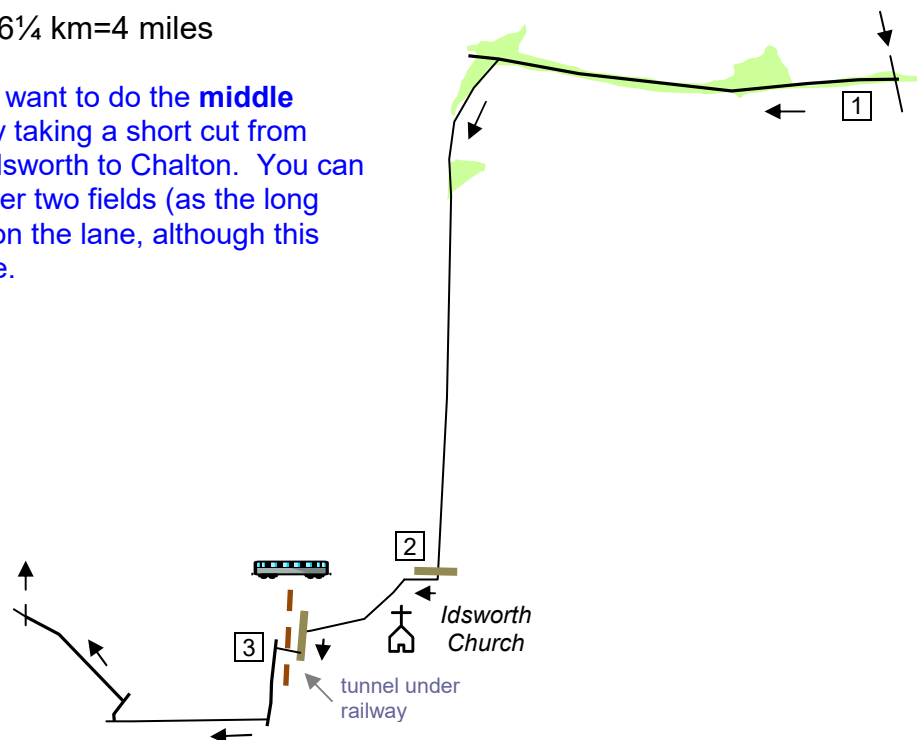 6¼ km=4 miles
want to do the middle
y taking a short cut from
lsworth to Chalton. You can
er two fields (as the long
on the lane, although this
e.
1
2
Idsworth
Church
3
tunnel under
railway